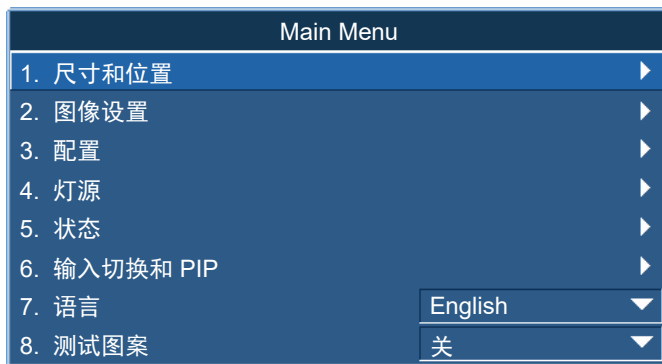 Main Menu
1. 尺寸和位置
2. 图像设置
3. 配置
4. 灯源
5. 状态
6. 输入切换和 PIP
7. 语言 English
8. 测试图案 关